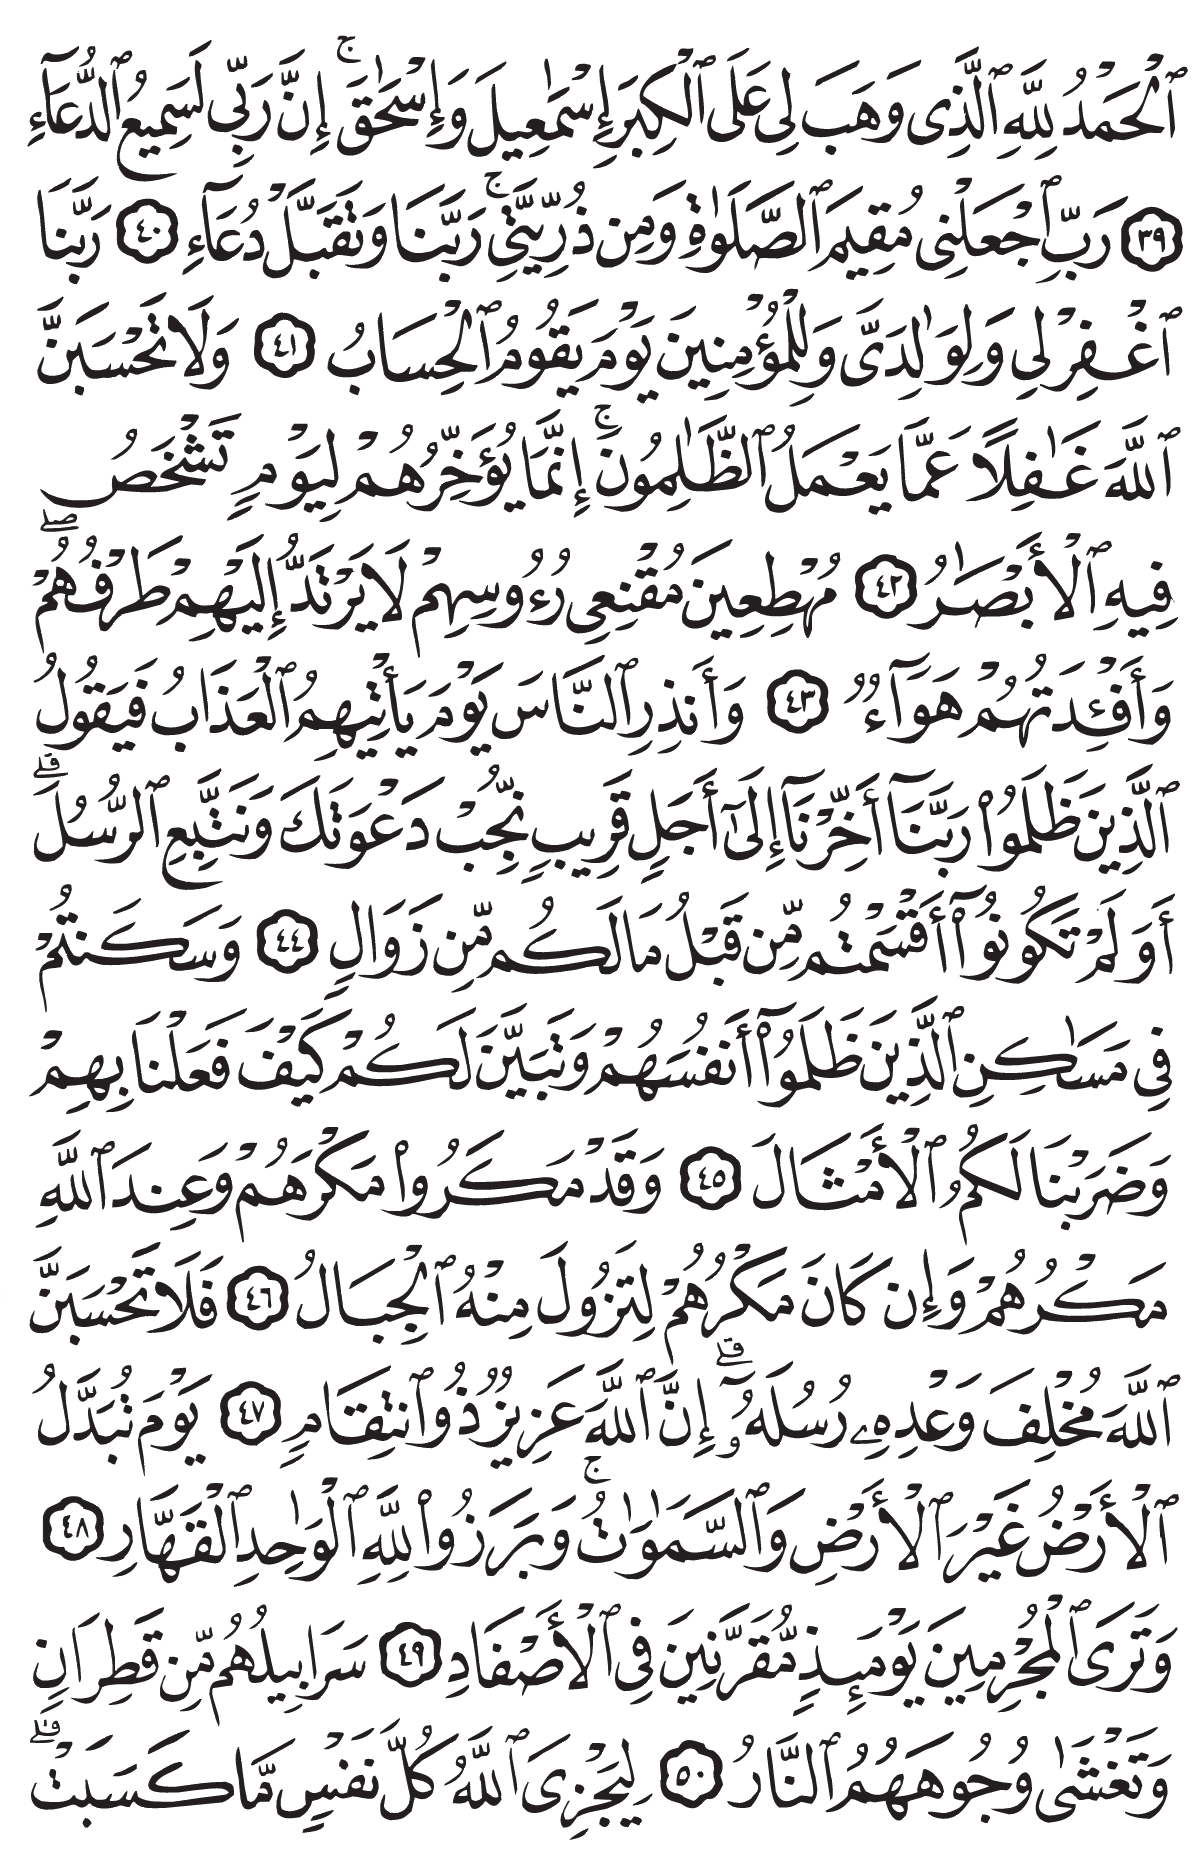 ٱلْحَمْدُ لِلَّهِ ٱلَّذِى وَهَبَ لِى عَلَى ٱلْكِبَرِ إِسْمَٰعِيلَ وَإِسْحَٰقَ ۚ إِنَّ رَبِّى لَسَمِيعُ ٱلدُّعَآءِ
﴿٣٩﴾ رَبِّ ٱجْعَلْنِى مُقِيمَ ٱلصَّلَوٰةِ وَمِن ذُرِّيَّتِى ۚ رَبَّنَا وَتَقَبَّلْ دُعَآءِ ﴿٤٠﴾ رَبَّنَا
ٱغْفِرْ لِى وَلِوَٰلِدَىَّ وَلِلْمُؤْمِنِينَ يَوْمَ يَقُومُ ٱلْحِسَابُ ﴿٤١﴾ وَلَا تَحْسَبَنَّ
ٱللَّهَ غَٰفِلًا عَمَّا يَعْمَلُ ٱلظَّٰلِمُونَ ۚ إِنَّمَا يُؤَخِّرُهُمْ لِيَوْمٍ تَشْخَصُ
فِيهِ ٱلْأَبْصَٰرُ ﴿٤٢﴾ مُهْطِعِينَ مُقْنِعِى رُءُوسِهِمْ لَا يَرْتَدُّ إِلَيْهِمْ طَرْفُهُمْ ۖ
وَأَفْـِٔدَتُهُمْ هَوَآءٌ ﴿٤٣﴾ وَأَنذِرِ ٱلنَّاسَ يَوْمَ يَأْتِيهِمُ ٱلْعَذَابُ فَيَقُولُ
ٱلَّذِينَ ظَلَمُوا۟ رَبَّنَآ أَخِّرْنَآ إِلَىٰٓ أَجَلٍ قَرِيبٍ نُّجِبْ دَعْوَتَكَ وَنَتَّبِعِ ٱلرُّسُلَ ۗ
أَوَلَمْ تَكُونُوٓا۟ أَقْسَمْتُم مِّن قَبْلُ مَا لَكُم مِّن زَوَالٍ ﴿٤٤﴾ وَسَكَنتُمْ
فِى مَسَٰكِنِ ٱلَّذِينَ ظَلَمُوٓا۟ أَنفُسَهُمْ وَتَبَيَّنَ لَكُمْ كَيْفَ فَعَلْنَا بِهِمْ
وَضَرَبْنَا لَكُمُ ٱلْأَمْثَالَ ﴿٤٥﴾ وَقَدْ مَكَرُوا۟ مَكْرَهُمْ وَعِندَ ٱللَّهِ
مَكْرُهُمْ وَإِن كَانَ مَكْرُهُمْ لِتَزُولَ مِنْهُ ٱلْجِبَالُ ﴿٤٦﴾ فَلَا تَحْسَبَنَّ
ٱللَّهَ مُخْلِفَ وَعْدِهِۦ رُسُلَهُۥٓ ۗ إِنَّ ٱللَّهَ عَزِيزٌ ذُو ٱنتِقَامٍ ﴿٤٧﴾ يَوْمَ تُبَدَّلُ
ٱلْأَرْضُ غَيْرَ ٱلْأَرْضِ وَٱلسَّمَٰوَٰتُ ۚ وَبَرَزُوا۟ لِلَّهِ ٱلْوَٰحِدِ ٱلْقَهَّارِ ﴿٤٨﴾
وَتَرَى ٱلْمُجْرِمِينَ يَوْمَئِذٍ مُّقَرَّنِينَ فِى ٱلْأَصْفَادِ ﴿٤٩﴾ سَرَابِيلُهُم مِّن قَطِرَانٍ
وَتَغْشَىٰ وُجُوهَهُمُ ٱلنَّارُ ﴿٥٠﴾ لِيَجْزِىَ ٱللَّهُ كُلَّ نَفْسٍ مَّا كَسَبَتْ ۗ